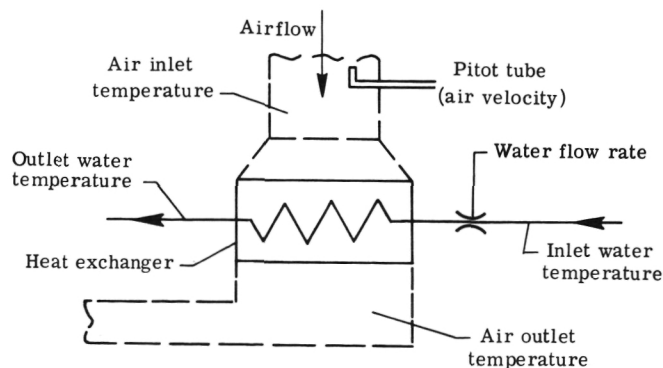 Airflow
Air inlet
temperature
Pitot tube
(air velocity)
Outlet water
temperature
Water flow rate
Heat exchanger
Inlet water
temperature
Air outlet
temperature